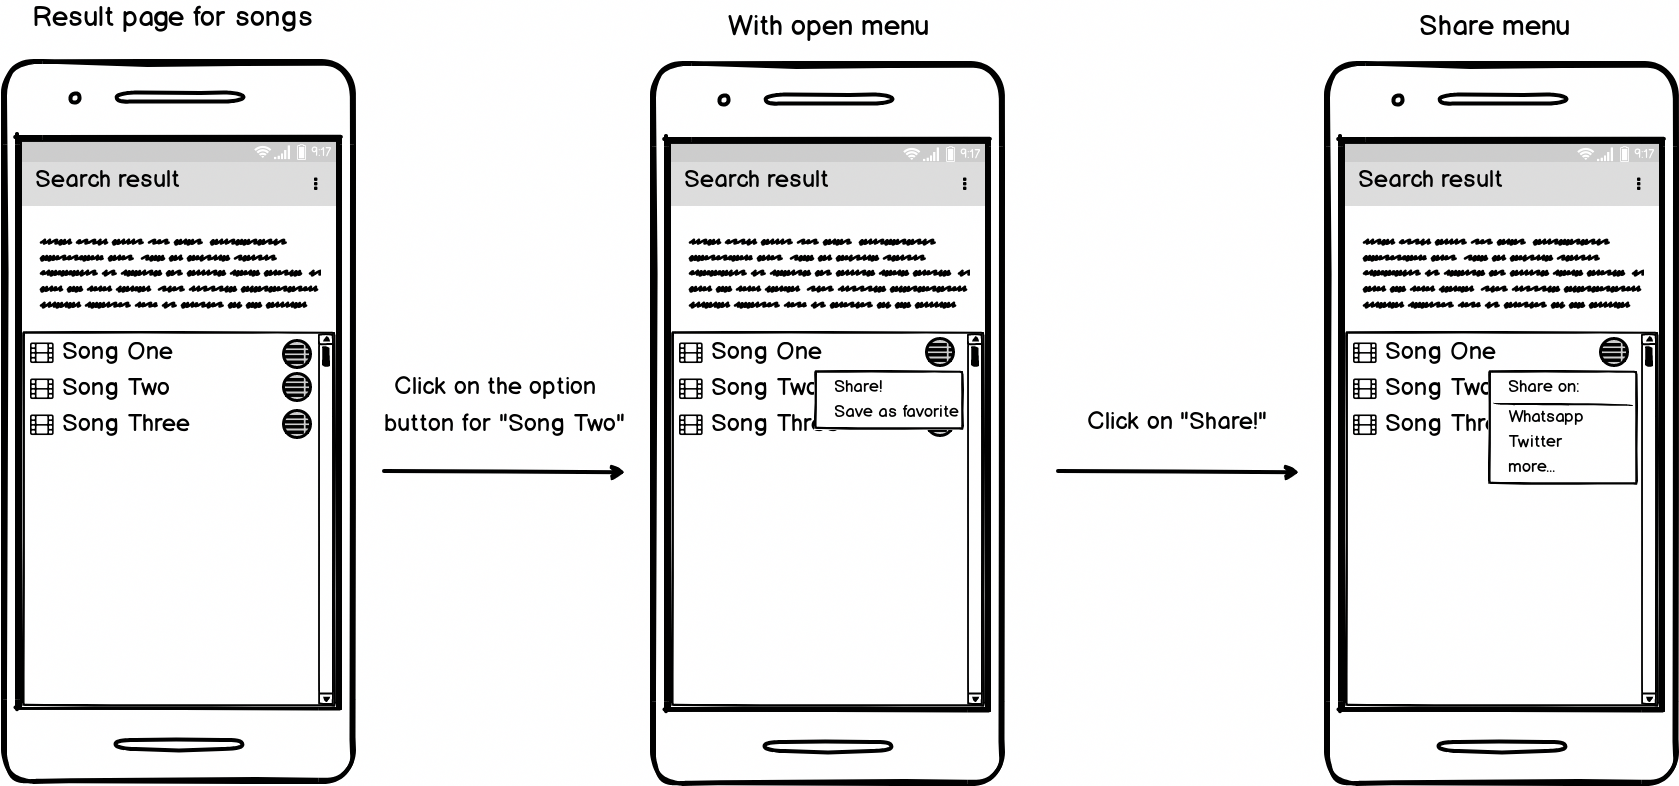 Result page for songs
9:17
Search result
Song One
Song Two
Song Three
Click on the option
button for "Song Two"
With open menu
9:17
Search result
Song One
Song Two
Share!
Save as favorite
Song Thre
Click on "Share!"
Share menu
9:17
Search result
Song One
Song Two
Share on:
Song Thr
Whatsapp
Twitter
more...